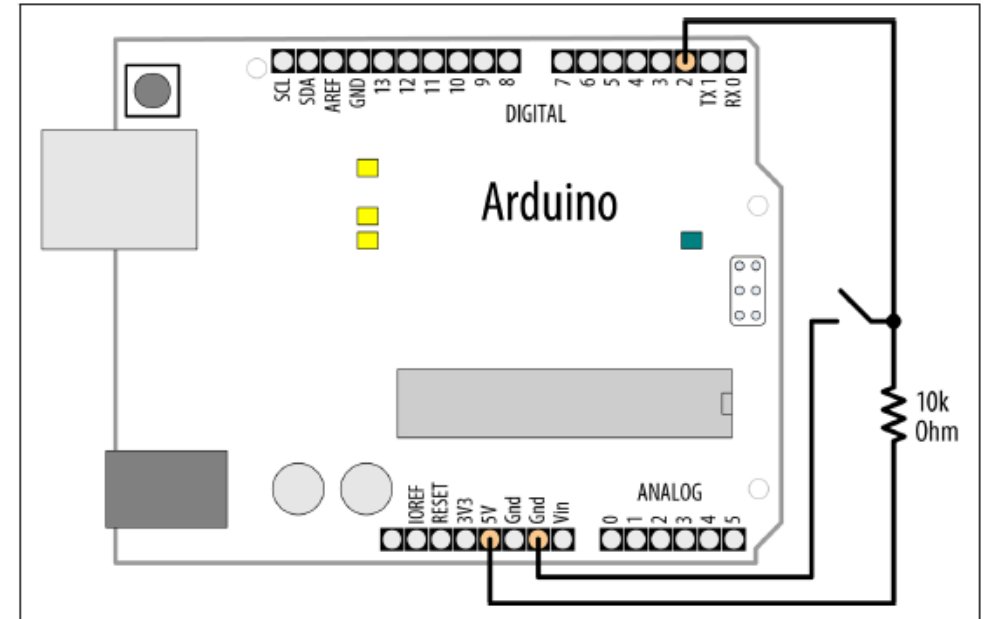 SCL SDA AREF GND 13 12 11 10 9 8 7 6 5 4 3 2 TX 1 RX 0
DIGITAL
Arduino
10k
Ohm
ANALOG
IOREF RESET 3V3 5V Gnd Gnd Vin 0 1 2 3 4 5